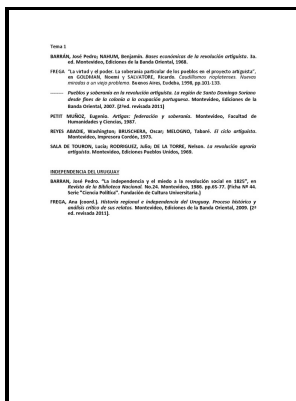 Tema 1
BARRÁN, José Pedro; NAHUM, Benjamín. Bases económicas de la revolución artiguista. 3a.
ed. Montevideo, Ediciones de la Banda Oriental, 1968.
FREGA. "La virtud y el poder. La soberanía particular de los pueblos en el proyecto artiguista",
en GOLDMAN, Noemí y SALVATORE, Ricardo. Caudillismos rioplatenses. Nuevas
miradas a un viejo problema. Buenos Aires, Eudeba, 1998, pp.101-133.
-------- Pueblos y soberanía en la revolución artiguista. La región de Santo Domingo Soriano
desde fines de la colonia a la ocupación portuguesa. Montevideo, Ediciones de la
Banda Oriental, 2007. [2ªed. revisada 2011]
PETIT MUÑOZ, Eugenio. Artigas: federación y soberanía. Montevideo, Facultad de
Humanidades y Ciencias, 1987.
REYES ABADIE, Washington, BRUSCHERA, Oscar; MELOGNO, Tabaré. El ciclo artiguista.
Montevideo, Impresora Cordón, 1973.
SALA DE TOURON, Lucía; RODRIGUEZ, Julio; DE LA TORRE, Nelson. La revolución agraria
artiguista. Montevideo, Ediciones Pueblos Unidos, 1969.
INDEPENDENCIA DEL URUGUAY
BARRAN, José Pedro. "La independencia y el miedo a la revolución social en 1825", en
Revista de la Biblioteca Nacional. No.24. Montevideo, 1986. pp.65-77. [Ficha Nº 44.
Serie "Ciencia Política". Fundación de Cultura Universitaria.]
FREGA, Ana (coord.). Historia regional e independencia del Uruguay. Proceso histórico y
análisis crítico de sus relatos. Montevideo, Ediciones de la Banda Oriental, 2009. [2ª
ed. revisada 2011].